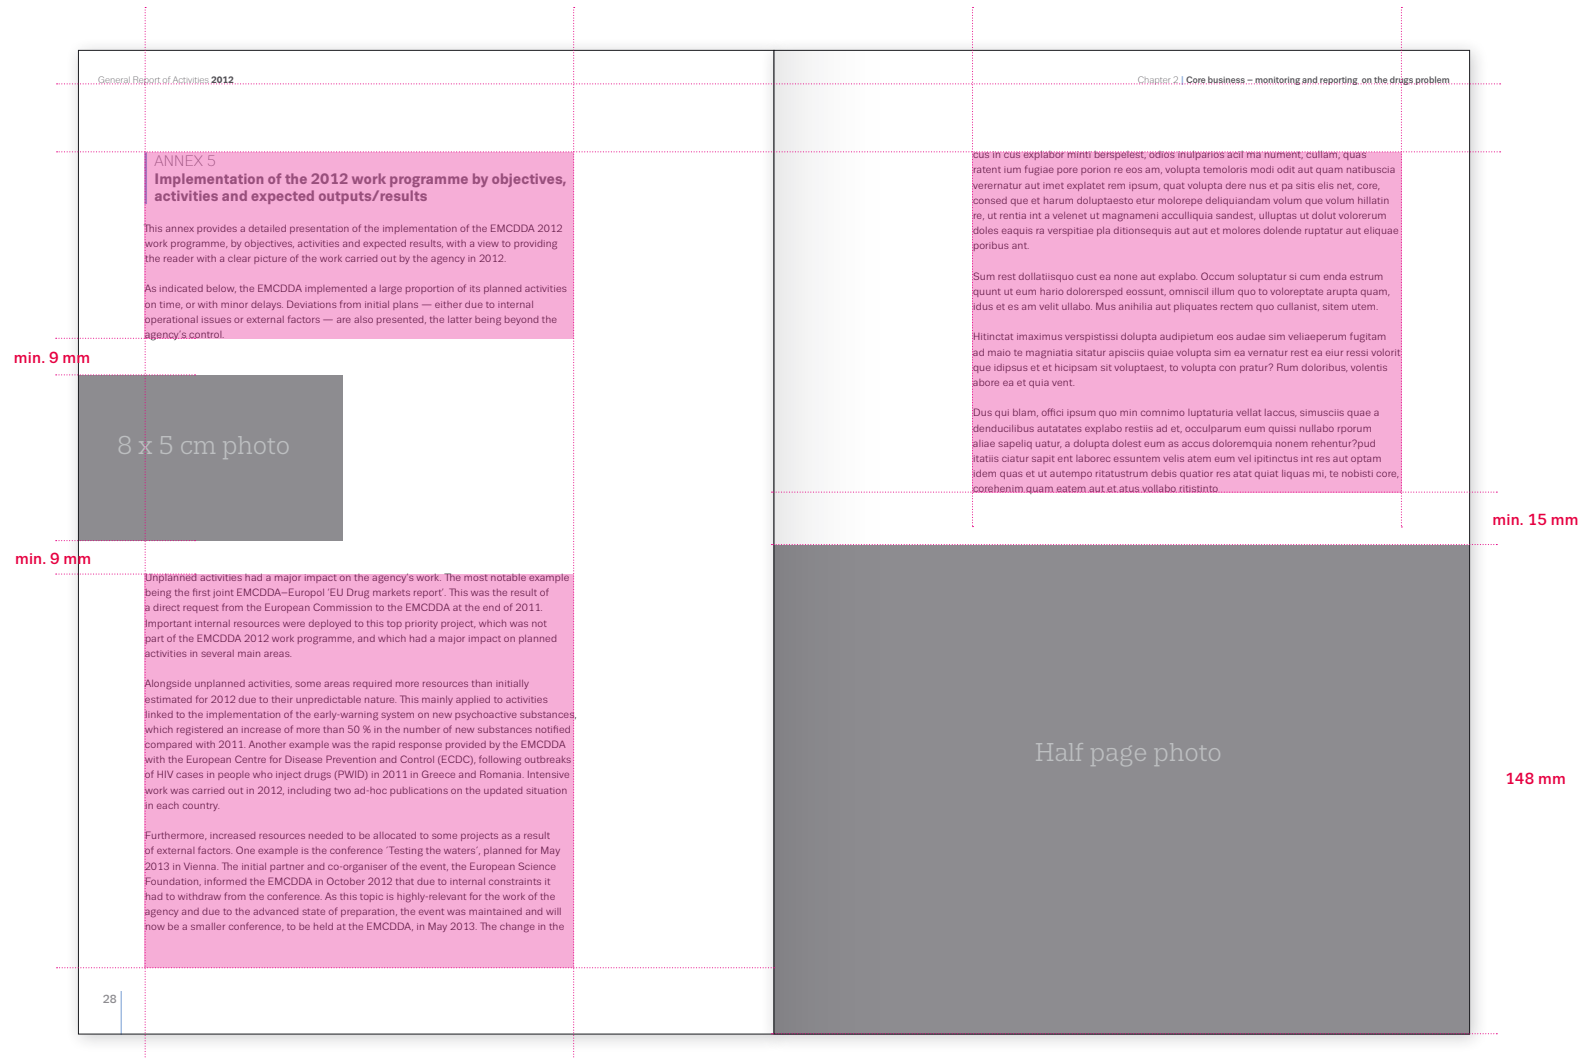 General Report of Activities 2012
ANNEX 5
Implementation of the 2012 work programme by objectives,
activities and expected outputs/results
This annex provides a detailed presentation of the implementation of the EMCDDA 2012
work programme, by objectives, activities and expected results, with a view to providing
the reader with a clear picture of the work carried out by the agency in 2012.
As indicated below, the EMCDDA implemented a large proportion of its planned activities
on time, or with minor delays. Deviations from initial plans — either due to internal
operational issues or external factors — are also presented, the latter being beyond the
agency's control.
min. 9 mm
8 x 5 cm photo
min. 9 mm
Unplanned activities had a major impact on the agency's work. The most notable example
being the first joint EMCDDA–Europol 'EU Drug markets report'. This was the result of
a direct request from the European Commission to the EMCDDA at the end of 2011.
Important internal resources were deployed to this top priority project, which was not
part of the EMCDDA 2012 work programme, and which had a major impact on planned
activities in several main areas.
Alongside unplanned activities, some areas required more resources than initially
estimated for 2012 due to their unpredictable nature. This mainly applied to activities
linked to the implementation of the early-warning system on new psychoactive substances,
which registered an increase of more than 50 % in the number of new substances notified
compared with 2011. Another example was the rapid response provided by the EMCDDA
with the European Centre for Disease Prevention and Control (ECDC), following outbreaks
of HIV cases in people who inject drugs (PWID) in 2011 in Greece and Romania. Intensive
work was carried out in 2012, including two ad-hoc publications on the updated situation
in each country.
Furthermore, increased resources needed to be allocated to some projects as a result
of external factors. One example is the conference ´Testing the waters´, planned for May
2013 in Vienna. The initial partner and co-organiser of the event, the European Science
Foundation, informed the EMCDDA in October 2012 that due to internal constraints it
had to withdraw from the conference. As this topic is highly-relevant for the work of the
agency and due to the advanced state of preparation, the event was maintained and will
now be a smaller conference, to be held at the EMCDDA, in May 2013. The change in the
28
Chapter 2 | Core business – monitoring and reporting on the drugs problem
cus in cus explabor minti berspelest, odios inulparios acil ma nument, cullam, quas
ratent ium fugiae pore porion re eos am, volupta temoloris modi odit aut quam natibuscia
verernatur aut imet explatet rem ipsum, quat volupta dere nus et pa sitis elis net, core,
consed que et harum doluptaesto etur molorepe deliquiandam volum que volum hillatin
re, ut rentia int a velenet ut magnameni acculliquia sandest, ulluptas ut dolut volorerum
doles eaquis ra verspitiae pla ditionsequis aut aut et molores dolende ruptatur aut eliquae
poribus ant.
Sum rest dollatiisquo cust ea none aut explabo. Occum soluptatur si cum enda estrum
quunt ut eum hario dolorersped eossunt, omniscil illum quo to voloreptate arupta quam,
idus et es am velit ullabo. Mus anihilia aut pliquates rectem quo cullanist, sitem utem.
Hitinctat imaximus verspistissi dolupta audipietum eos audae sim veliaeperum fugitam
ad maio te magniatia sitatur apisciis quiae volupta sim ea vernatur rest ea eiur ressi volorit
que idipsus et et hicipsam sit voluptaest, to volupta con pratur? Rum doloribus, volentis
abore ea et quia vent.
Dus qui blam, offici ipsum quo min comnimo luptaturia vellat laccus, simusciis quae a
denducilibus autatates explabo restiis ad et, occulparum eum quissi nullabo rporum
aliae sapeliq uatur, a dolupta dolest eum as accus doloremquia nonem rehentur?pud
itatiis ciatur sapit ent laborec essuntem velis atem eum vel ipitinctus int res aut optam
idem quas et ut autempo ritatustrum debis quatior res atat quiat liquas mi, te nobisti core,
corehenim quam eatem aut et atus vollabo ritistinto
min. 15 mm
Half page photo
148 mm